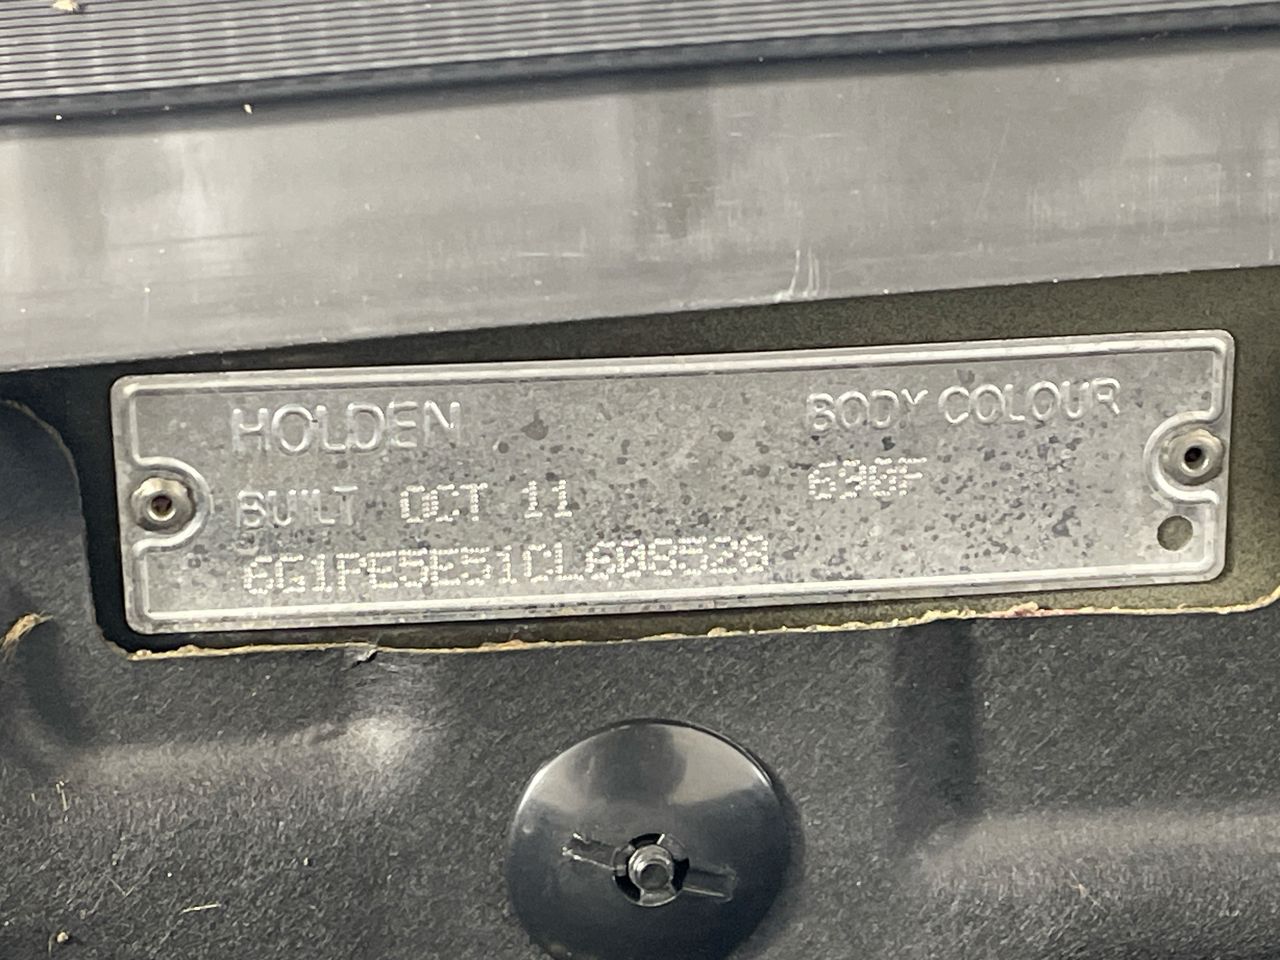 HOLDEN BODY COLOUR
BUILT OCT 11 696F
6G1PE5E51CL608528